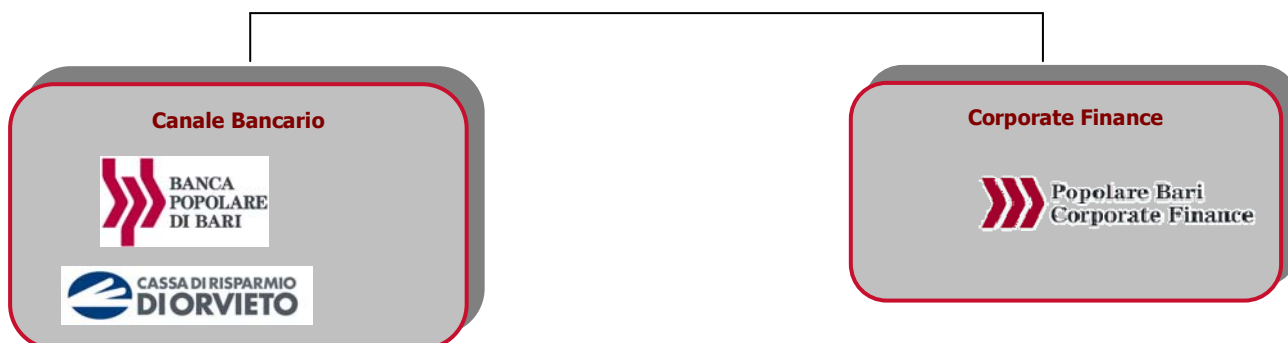 Canale Bancario
BANCA
POPOLARE
DI BARI
CASSA DI RISPARMIO
DI ORVIETO
Corporate Finance
Popolare Bari
Corporate Finance